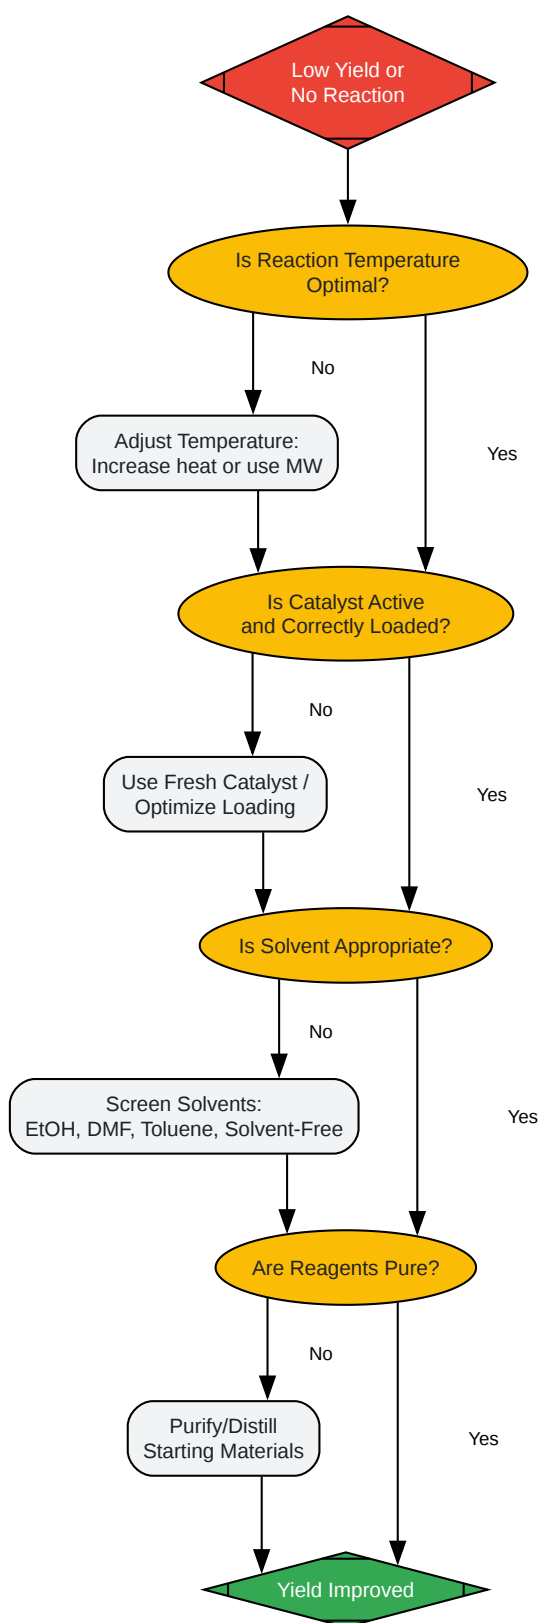 Low Yield or
No Reaction
Is Reaction Temperature
Optimal?
No
Adjust Temperature:
Increase heat or use MW
Yes
Is Catalyst Active
and Correctly Loaded?
No
Use Fresh Catalyst /
Optimize Loading
Yes
Is Solvent Appropriate?
No
Screen Solvents:
EtOH, DMF, Toluene, Solvent-Free
Yes
Are Reagents Pure?
No
Purify/Distill
Starting Materials
Yes
Yield Improved